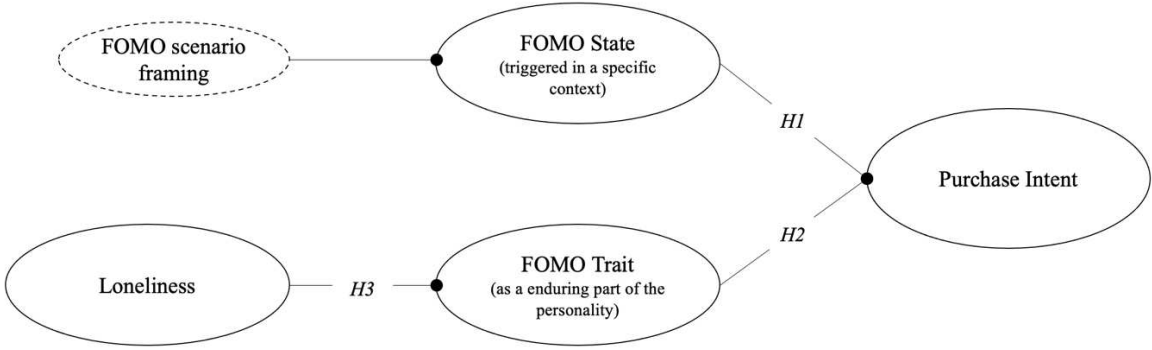 FOMO scenario
framing
FOMO State
(triggered in a specific
context)
H1
Purchase Intent
H2
Loneliness
H3
FOMO Trait
(as a enduring part of the
personality)